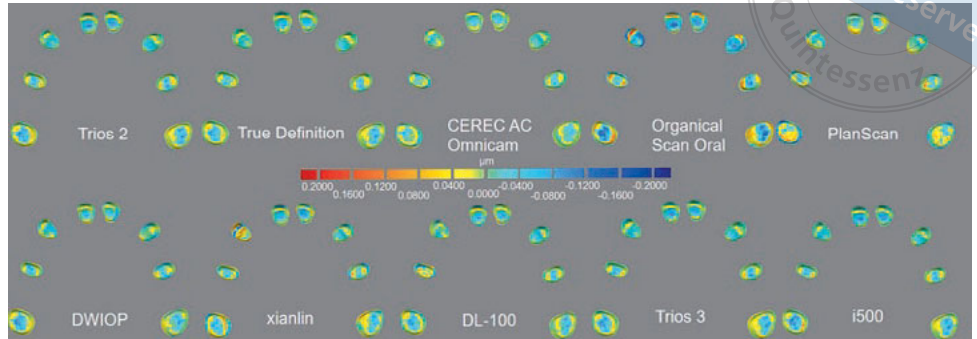 eserve
Quintessenz
Trios 2
True Definition
CEREC AC
Omnicam
Organical
Scan Oral
PlanScan
µm
0.2000 0.1200 0.0400 -0.0400 -0.1200 -0.2000
0.1600 0.0800 0.0000 -0.0800 -0.1600
DWIOP
xianlin
DL-100
Trios 3
i500